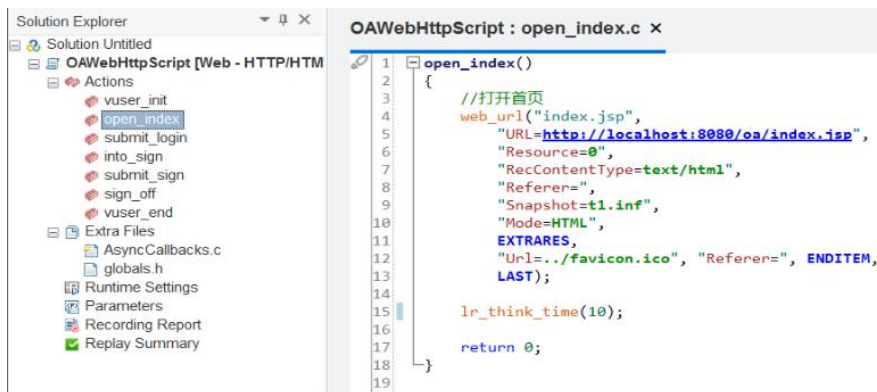 Solution Explorer
Solution Untitled
OAWebHttpScript [Web - HTTP/HTM
Actions
vuser_init
open_index
submit_login
into_sign
submit_sign
sign_off
vuser_end
Extra Files
AsyncCallbacks.c
globals.h
Runtime Settings
Parameters
Recording Report
Replay Summary
OAWebHttpScript : open_index.c ×
1 open_index()
2 {
3 //打开首页
4 web_url("index.jsp",
5 "URL=http://localhost:8080/oa/index.jsp",
6 "Resource=0",
7 "RecContentType=text/html",
8 "Referer=",
9 "Snapshot=t1.inf",
10 "Mode=HTML",
11 EXTRARES,
12 "Url=../favicon.ico", "Referer=", ENDITEM,
13 LAST);
14
15 lr_think_time(10);
16
17 return 0;
18 }
19